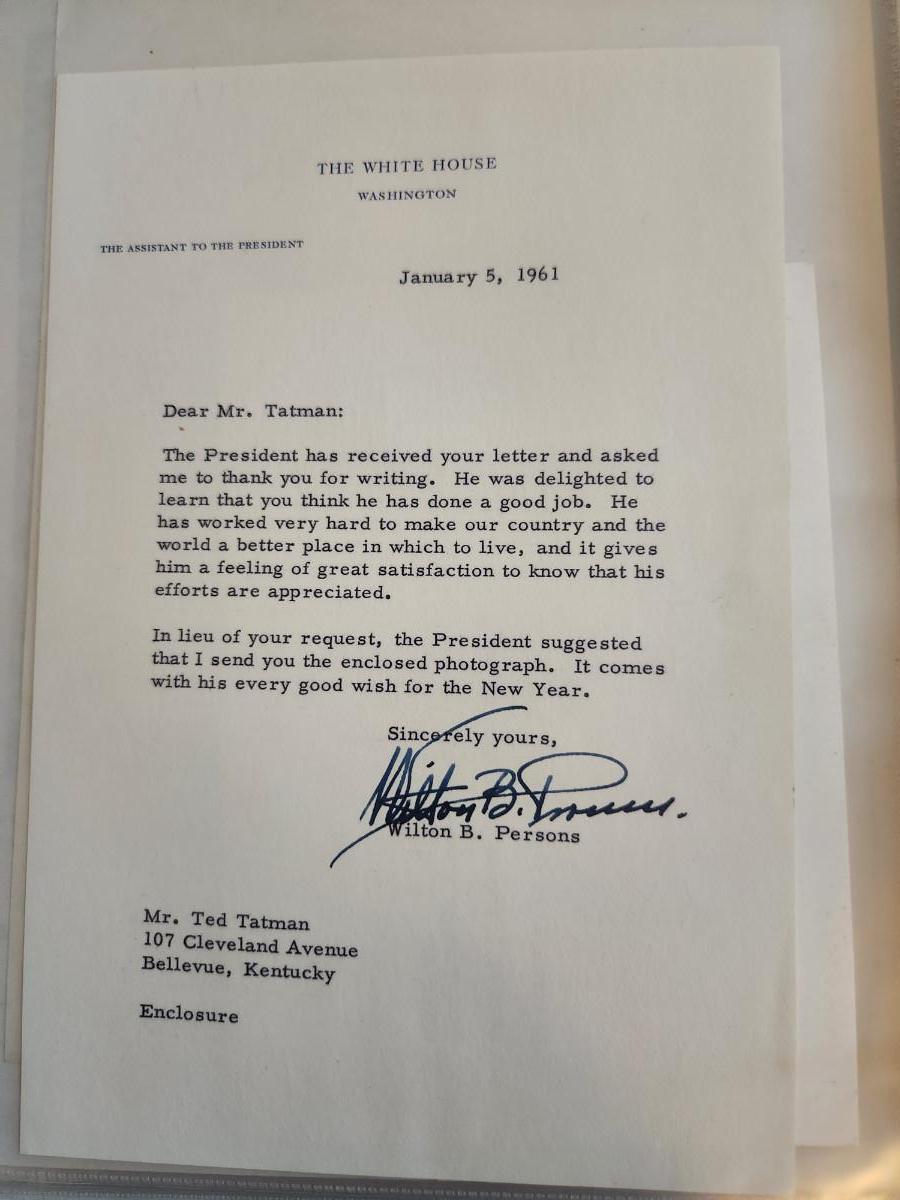 THE WHITE HOUSE
WASHINGTON
THE ASSISTANT TO THE PRESIDENT
January 5, 1961
Dear Mr. Tatman:
The President has received your letter and asked
me to thank you for writing. He was delighted to
learn that you think he has done a good job. He
has worked very hard to make our country and the
world a better place in which to live, and it gives
him a feeling of great satisfaction to know that his
efforts are appreciated.
In lieu of your request, the President suggested
that I send you the enclosed photograph. It comes
with his every good wish for the New Year.
Sincerely yours,
Wilton B. Persons.
Wilton B. Persons
Mr. Ted Tatman
107 Cleveland Avenue
Bellevue, Kentucky
Enclosure